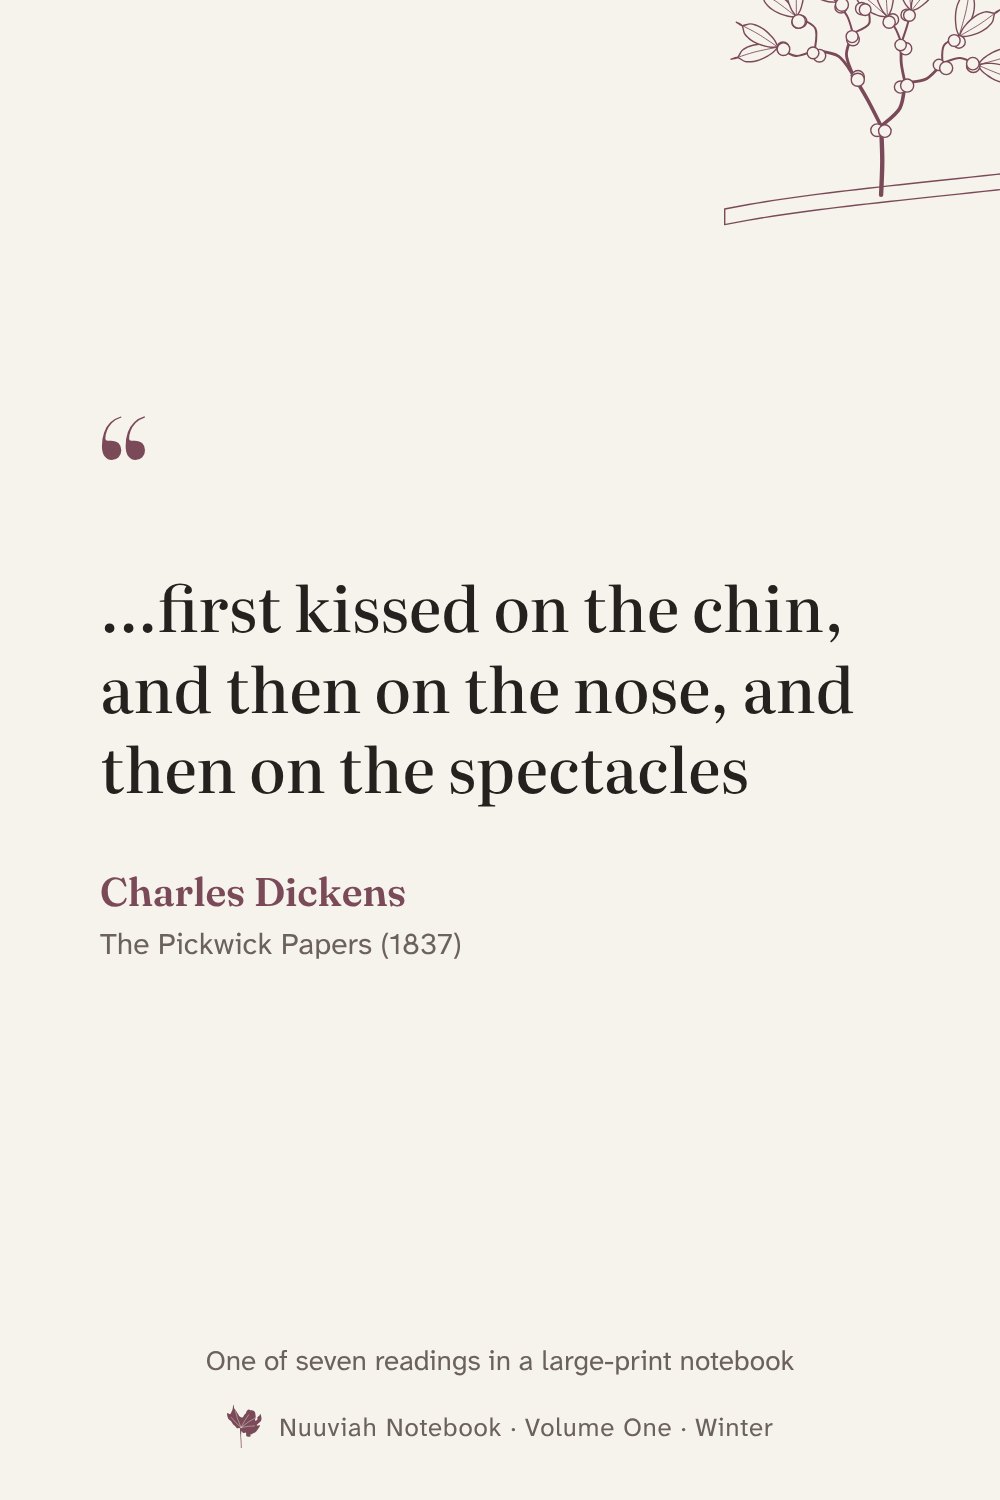 “
...first kissed on the chin,
and then on the nose, and
then on the spectacles
Charles Dickens
The Pickwick Papers (1837)
One of seven readings in a large-print notebook
Nuuviah Notebook · Volume One · Winter